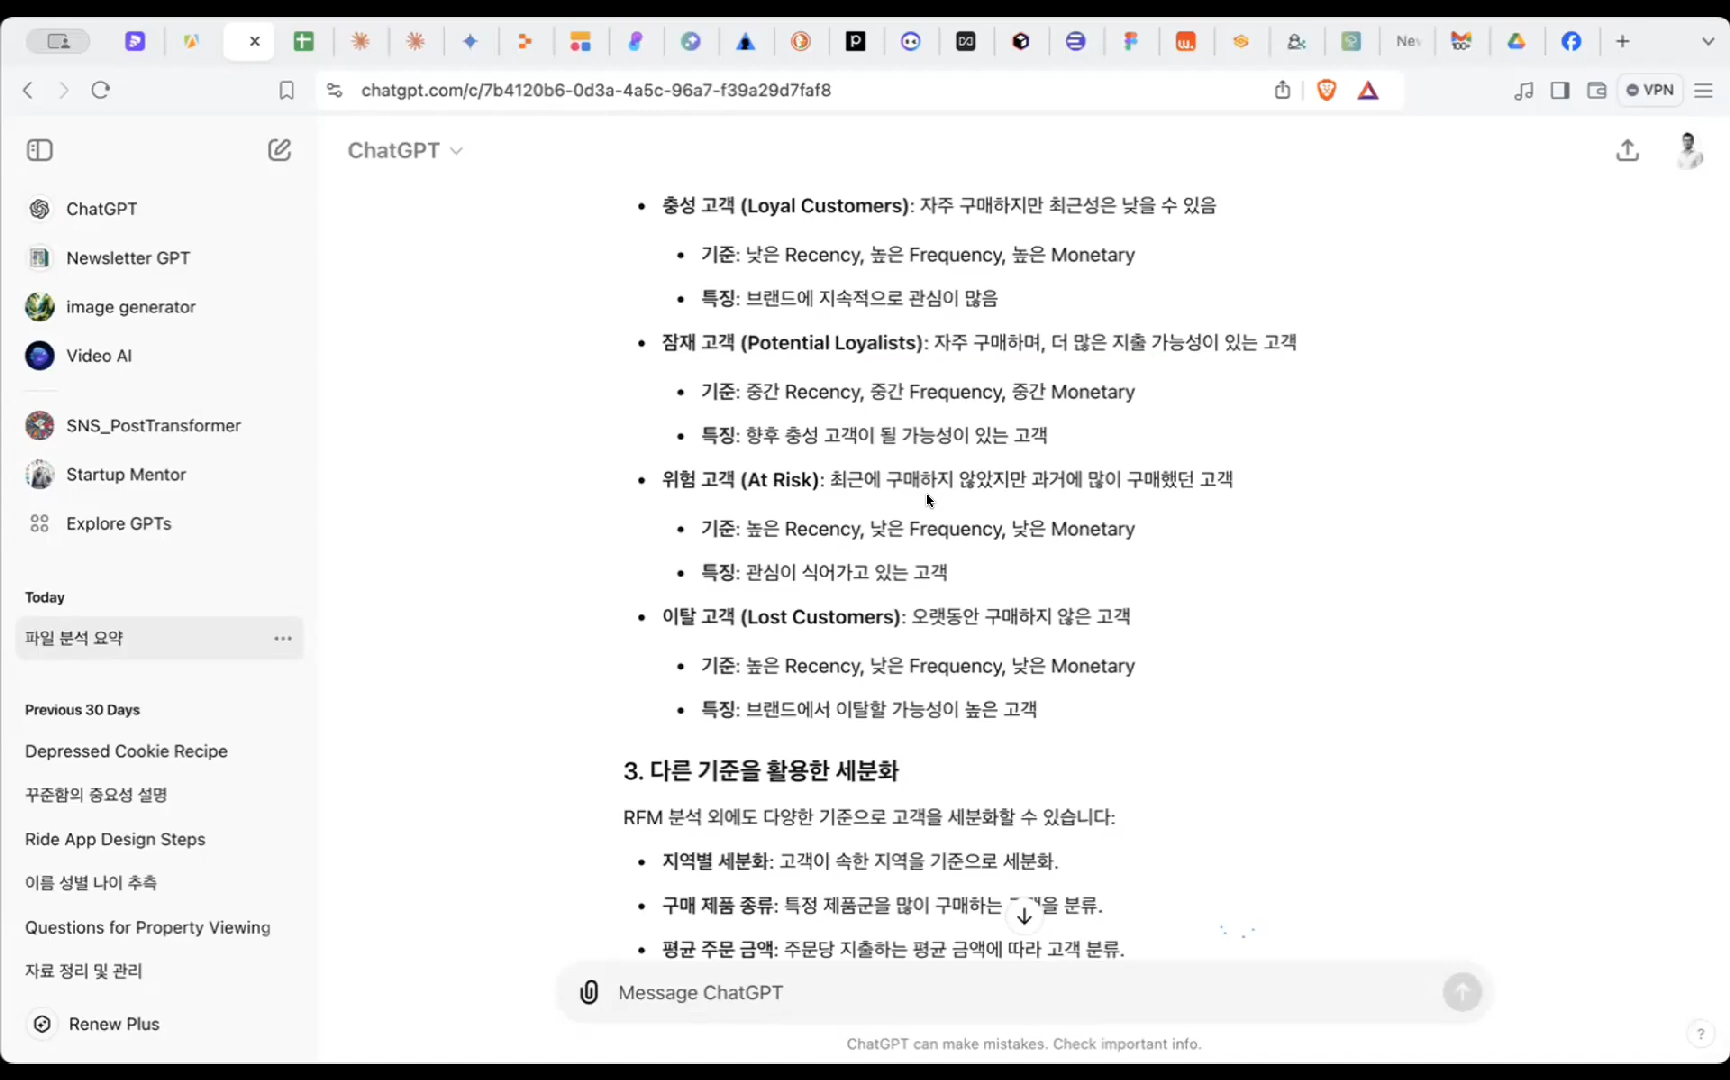 chatgpt.com/c/7b4120b6-0d3a-4a5c-96a7-f39a29d7faf8
VPN
ChatGPT
ChatGPT
Newsletter GPT
image generator
Video AI
SNS_PostTransformer
Startup Mentor
Explore GPTs
Today
파일 분석 요약
Previous 30 Days
Depressed Cookie Recipe
꾸준함의 중요성 설명
Ride App Design Steps
이름 성별 나이 추측
Questions for Property Viewing
자료 정리 및 관리
Renew Plus
• 충성 고객 (Loyal Customers): 자주 구매하지만 최근성은 낮을 수 있음
• 기준: 낮은 Recency, 높은 Frequency, 높은 Monetary
• 특징: 브랜드에 지속적으로 관심이 많음
• 잠재 고객 (Potential Loyalists): 자주 구매하며, 더 많은 지출 가능성이 있는 고객
• 기준: 중간 Recency, 중간 Frequency, 중간 Monetary
• 특징: 향후 충성 고객이 될 가능성이 있는 고객
• 위험 고객 (At Risk): 최근에 구매하지 않았지만 과거에 많이 구매했던 고객
• 기준: 높은 Recency, 낮은 Frequency, 낮은 Monetary
• 특징: 관심이 식어가고 있는 고객
• 이탈 고객 (Lost Customers): 오랫동안 구매하지 않은 고객
• 기준: 높은 Recency, 낮은 Frequency, 낮은 Monetary
• 특징: 브랜드에서 이탈할 가능성이 높은 고객
3. 다른 기준을 활용한 세분화
RFM 분석 외에도 다양한 기준으로 고객을 세분화할 수 있습니다:
• 지역별 세분화: 고객이 속한 지역을 기준으로 세분화.
• 구매 제품 종류: 특정 제품군을 많이 구매하는 분류.
• 평균 주문 금액: 주문당 지출하는 평균 금액에 따라 고객 분류.
Message ChatGPT
ChatGPT can make mistakes. Check important info.
?